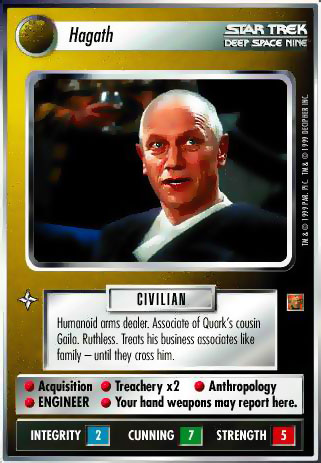 Hagath
STAR TREK
DEEP SPACE NINE
TM & © 1999 PAR. PIC. TM & © 1999 DECIPHER INC.
CIVILIAN
Humanoid arms dealer. Associate of Quark's cousin
Gaila. Ruthless. Treats his business associates like
family – until they cross him.
Acquisition Treachery x2 Anthropology
ENGINEER Your hand weapons may report here.
INTEGRITY 2 CUNNING 7 STRENGTH 5